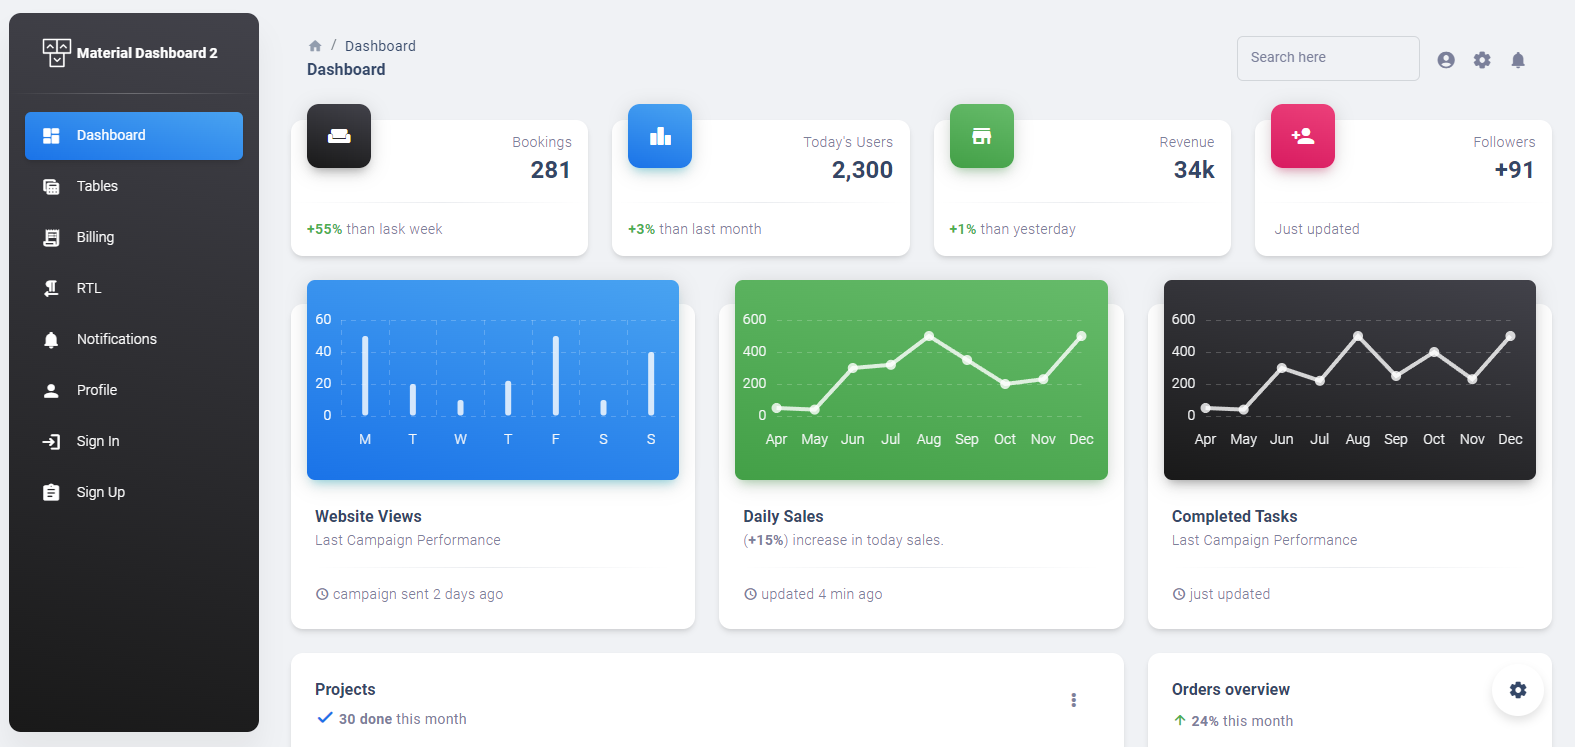 Material Dashboard 2
Dashboard
Tables
Billing
RTL
Notifications
Profile
Sign In
Sign Up
/ Dashboard
Dashboard
Search here
Bookings
281
+55% than lask week
Today's Users
2,300
+3% than last month
Revenue
34k
+1% than yesterday
Followers
+91
Just updated
60
40
20
0
M T W T F S S
Website Views
Last Campaign Performance
campaign sent 2 days ago
600
400
200
0
Apr May Jun Jul Aug Sep Oct Nov Dec
Daily Sales
(+15%) increase in today sales.
updated 4 min ago
600
400
200
0
Apr May Jun Jul Aug Sep Oct Nov Dec
Completed Tasks
Last Campaign Performance
just updated
Projects
30 done this month
Orders overview
24% this month